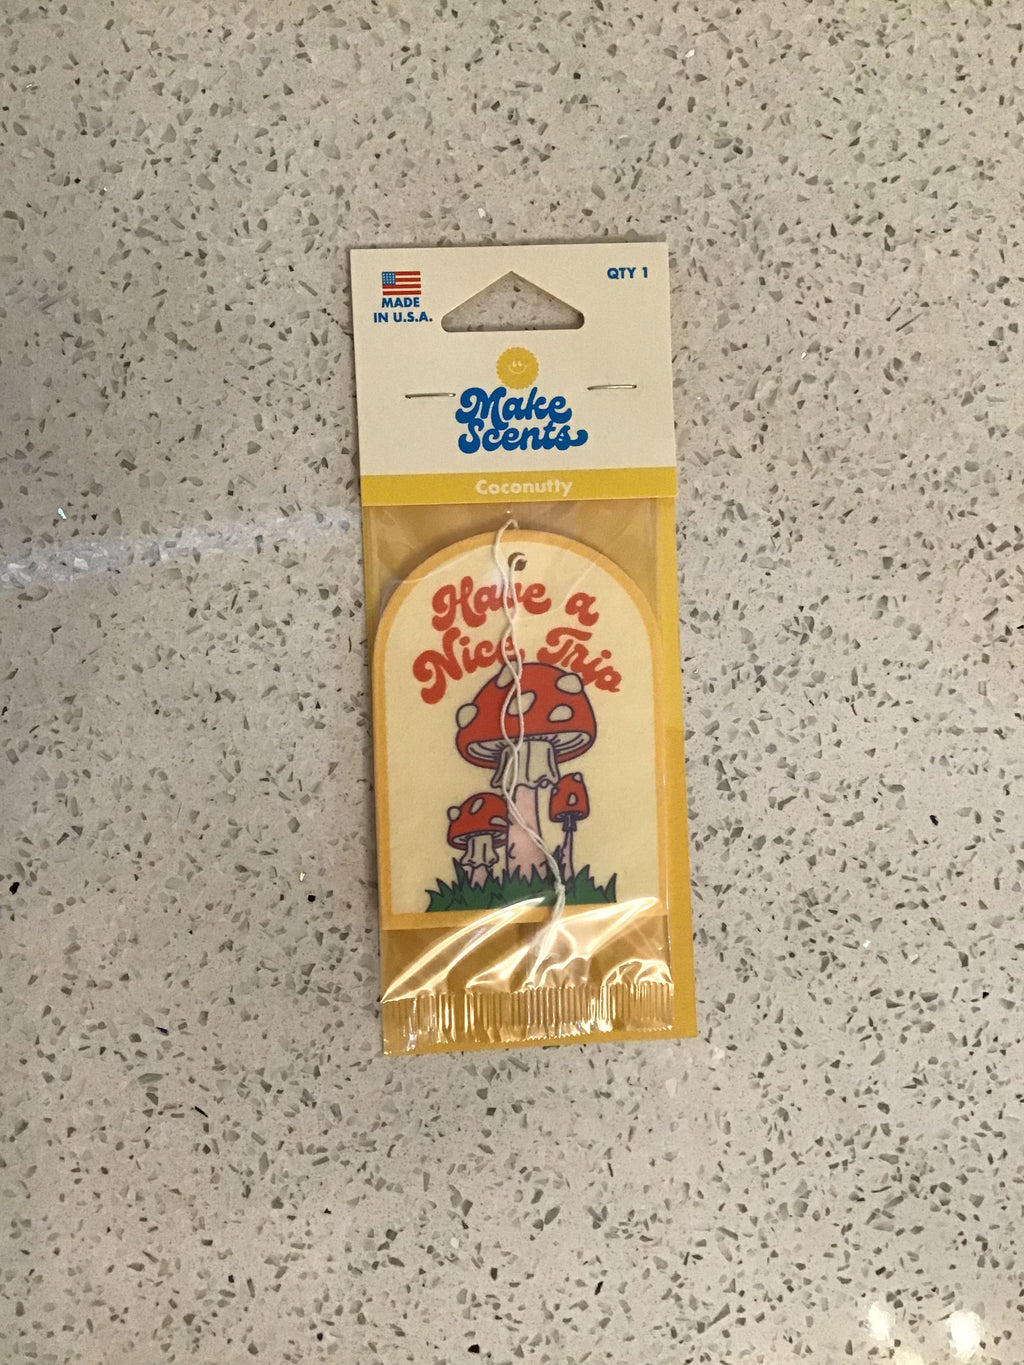 MADE
IN U.S.A.
QTY 1
Make
Scents
Coconutty
Have a
Nice Trip